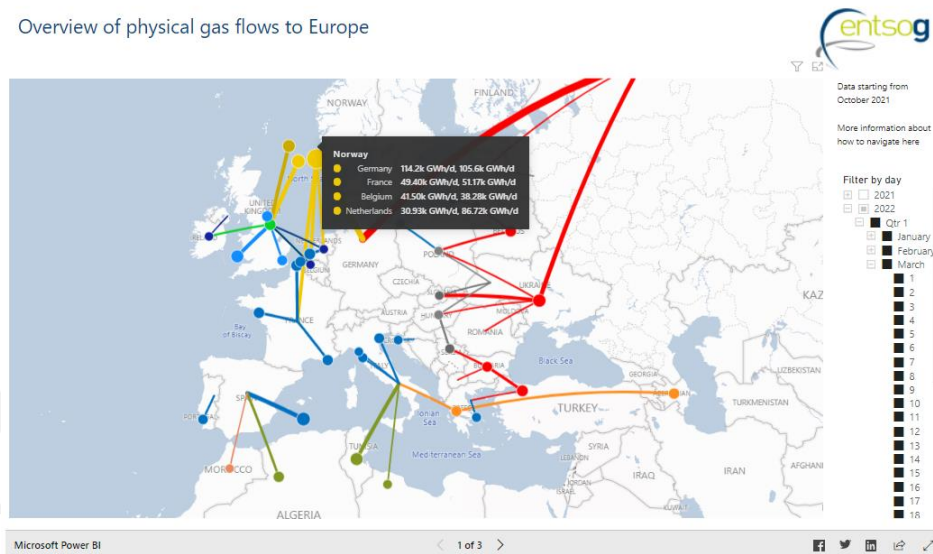 Overview of physical gas flows to Europe
entsog
Data starting from
October 2021
More information about
how to navigate here
Filter by day
2021
2022
Qtr 1
January
February
March
1
2
3
4
5
6
7
8
9
10
11
12
13
14
15
16
17
18
NORWAY
FINLAND
Norway
Germany 114.2k GWh/d, 105.6k GWh/d
France 49.40k GWh/d, 51.17k GWh/d
Belgium 41.50k GWh/d, 38.28k GWh/d
Netherlands 30.93k GWh/d, 86.72k GWh/d
UNITED
KINGDOM
GERMANY
CZECHIA
UKRAINE
KAZ
AUSTRIA
ROMANIA
Bay
of Biscay
Black Sea
GEORGIA
UZBEKISTAN
TURKMENISTAN
TURKEY
Ionian
Sea
Mediterranean Sea
SYRIA
LEBANON
IRAQ
IRAN
AFGHANI
JORDAN
ISRAEL
KUWAIT
MOROCCO
ALGERIA
Microsoft Power BI
1 of 3